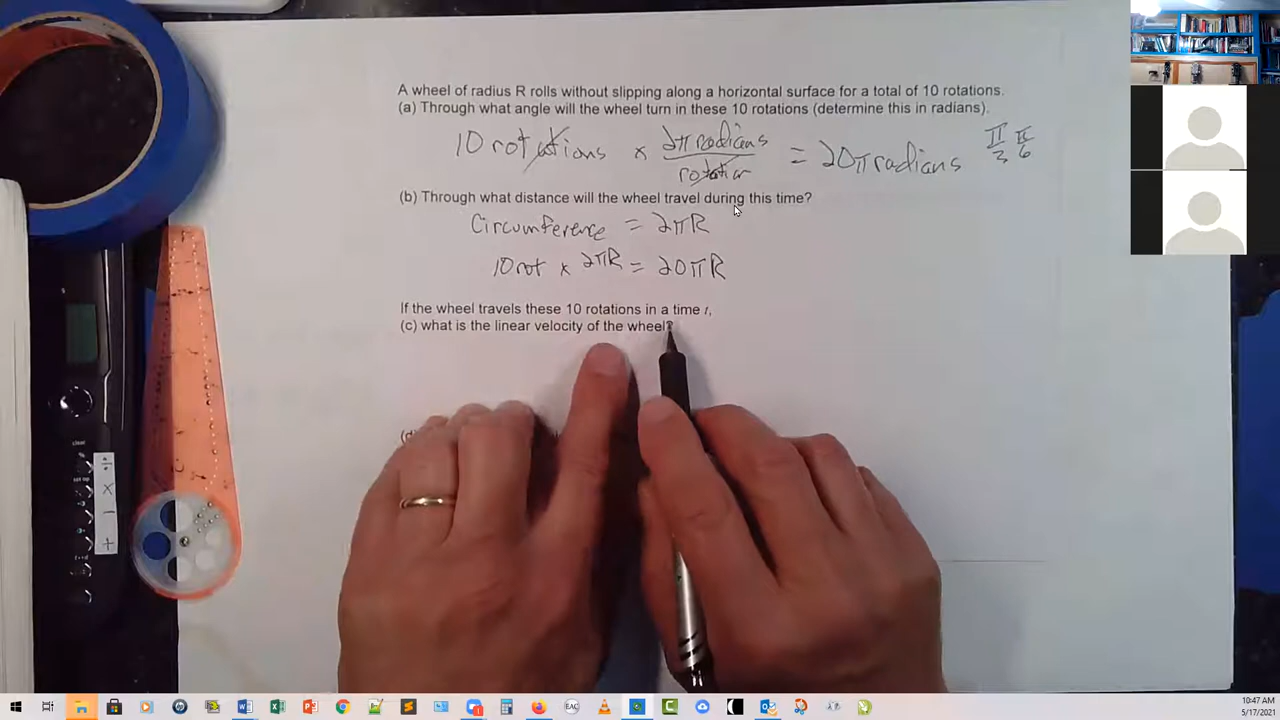 A wheel of radius R rolls without slipping along a horizontal surface for a total of 10 rotations.
(a) Through what angle will the wheel turn in these 10 rotations (determine this in radians).
10 rotations × 2π radians / rotation = 20π radians π/3 π/6
(b) Through what distance will the wheel travel during this time?
Circumference = 2πR
10 rot × 2πR = 20πR
If the wheel travels these 10 rotations in a time t,
(c) what is the linear velocity of the wheel?
(d)
clear
÷
×
-
+
EAC
10:47 AM
5/17/2021